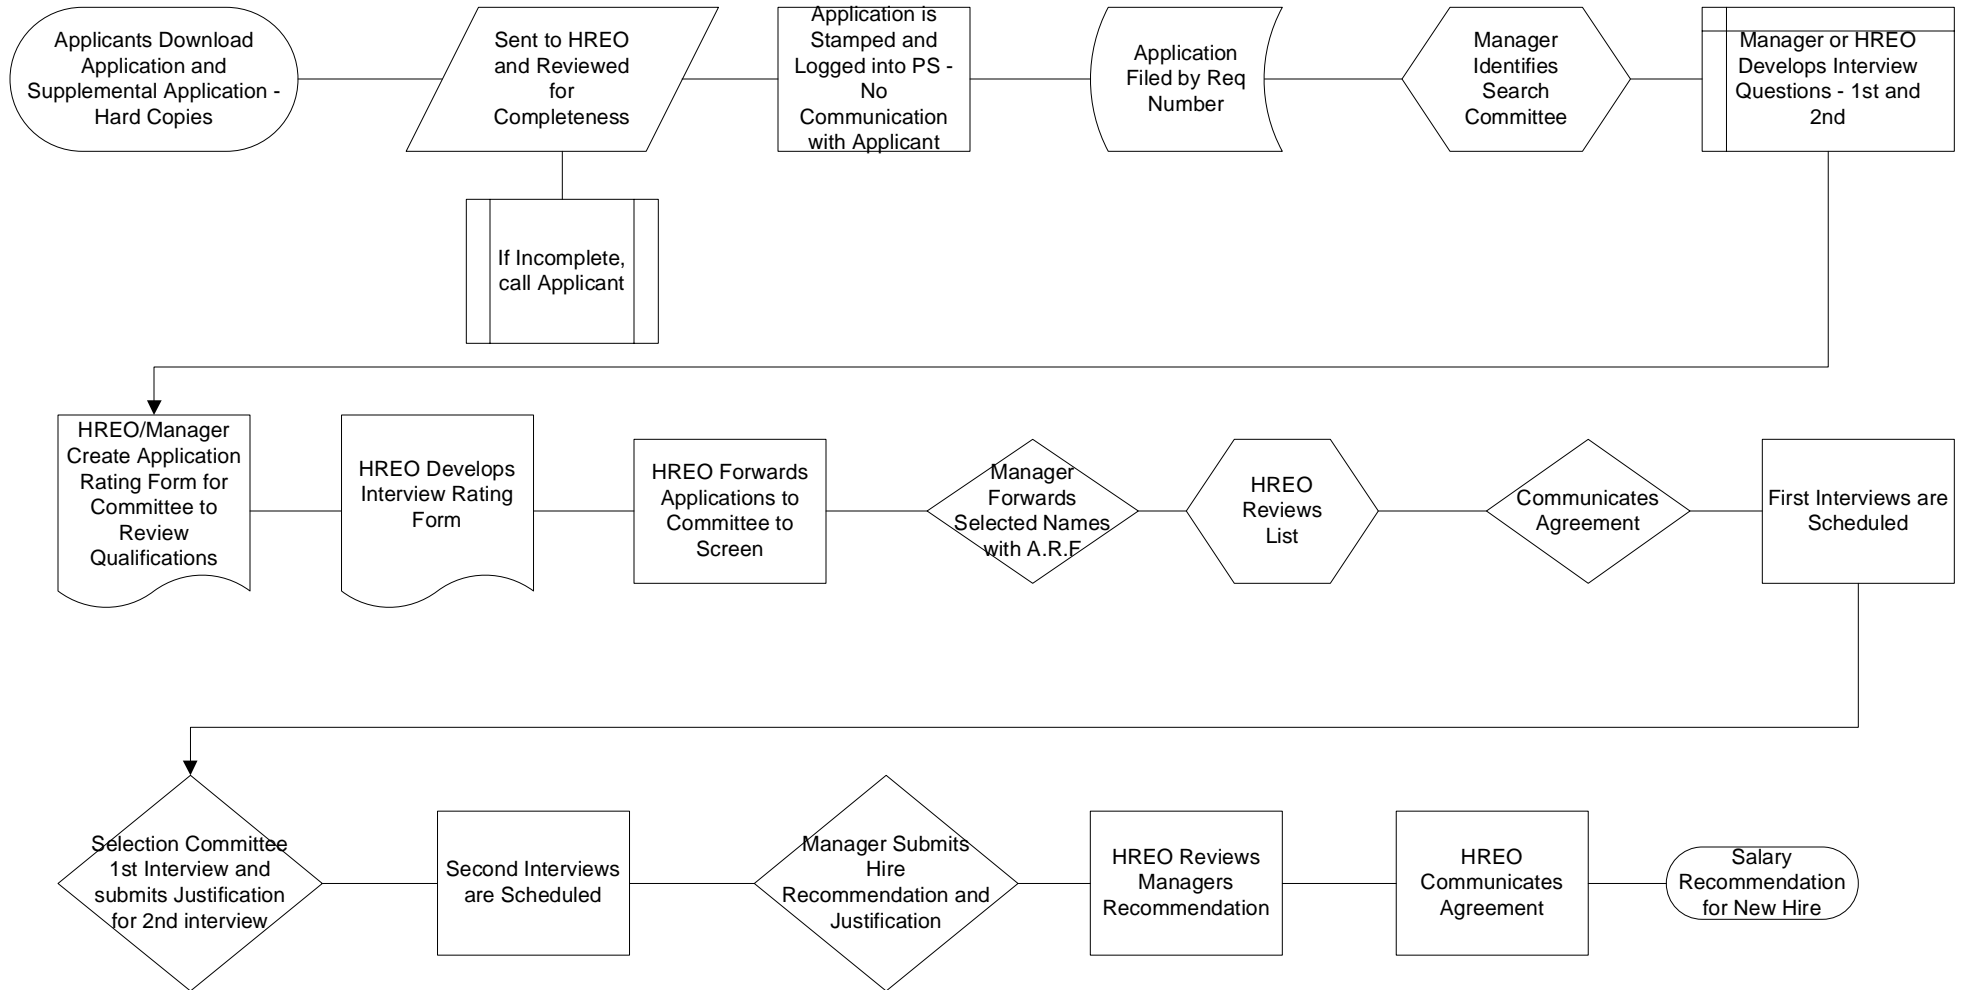 Applicants Download
Application and
Supplemental Application -
Hard Copies
Sent to HREO
and Reviewed
for
Completeness
Application is
Stamped and
Logged into PS -
No
Communication
with Applicant
Application
Filed by Req
Number
Manager
Identifies
Search
Committee
Manager or HREO
Develops Interview
Questions - 1st and
2nd
If Incomplete,
call Applicant
HREO/Manager
Create Application
Rating Form for
Committee to
Review
Qualifications
HREO Develops
Interview Rating
Form
HREO Forwards
Applications to
Committee to
Screen
Manager
Forwards
Selected Names
with A.R.F
HREO
Reviews
List
Communicates
Agreement
First Interviews are
Scheduled
Selection Committee
1st Interview and
submits Justification
for 2nd interview
Second Interviews
are Scheduled
Manager Submits
Hire
Recommendation and
Justification
HREO Reviews
Managers
Recommendation
HREO
Communicates
Agreement
Salary
Recommendation
for New Hire